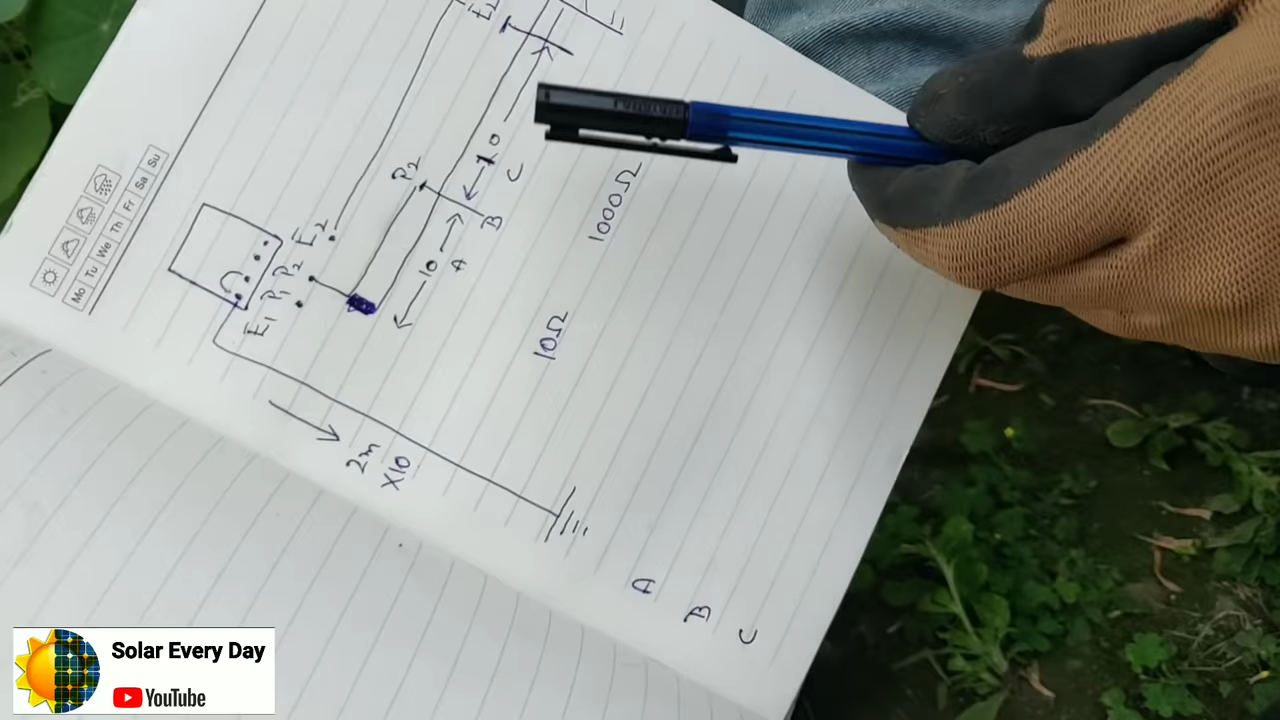 E2
P2
10
C
B
A
10
1000Ω
10Ω
E1 P1 P2 E2
2m
X10
A
B
C
Mo Tu We Th Fr Sa Su
Solar Every Day
YouTube